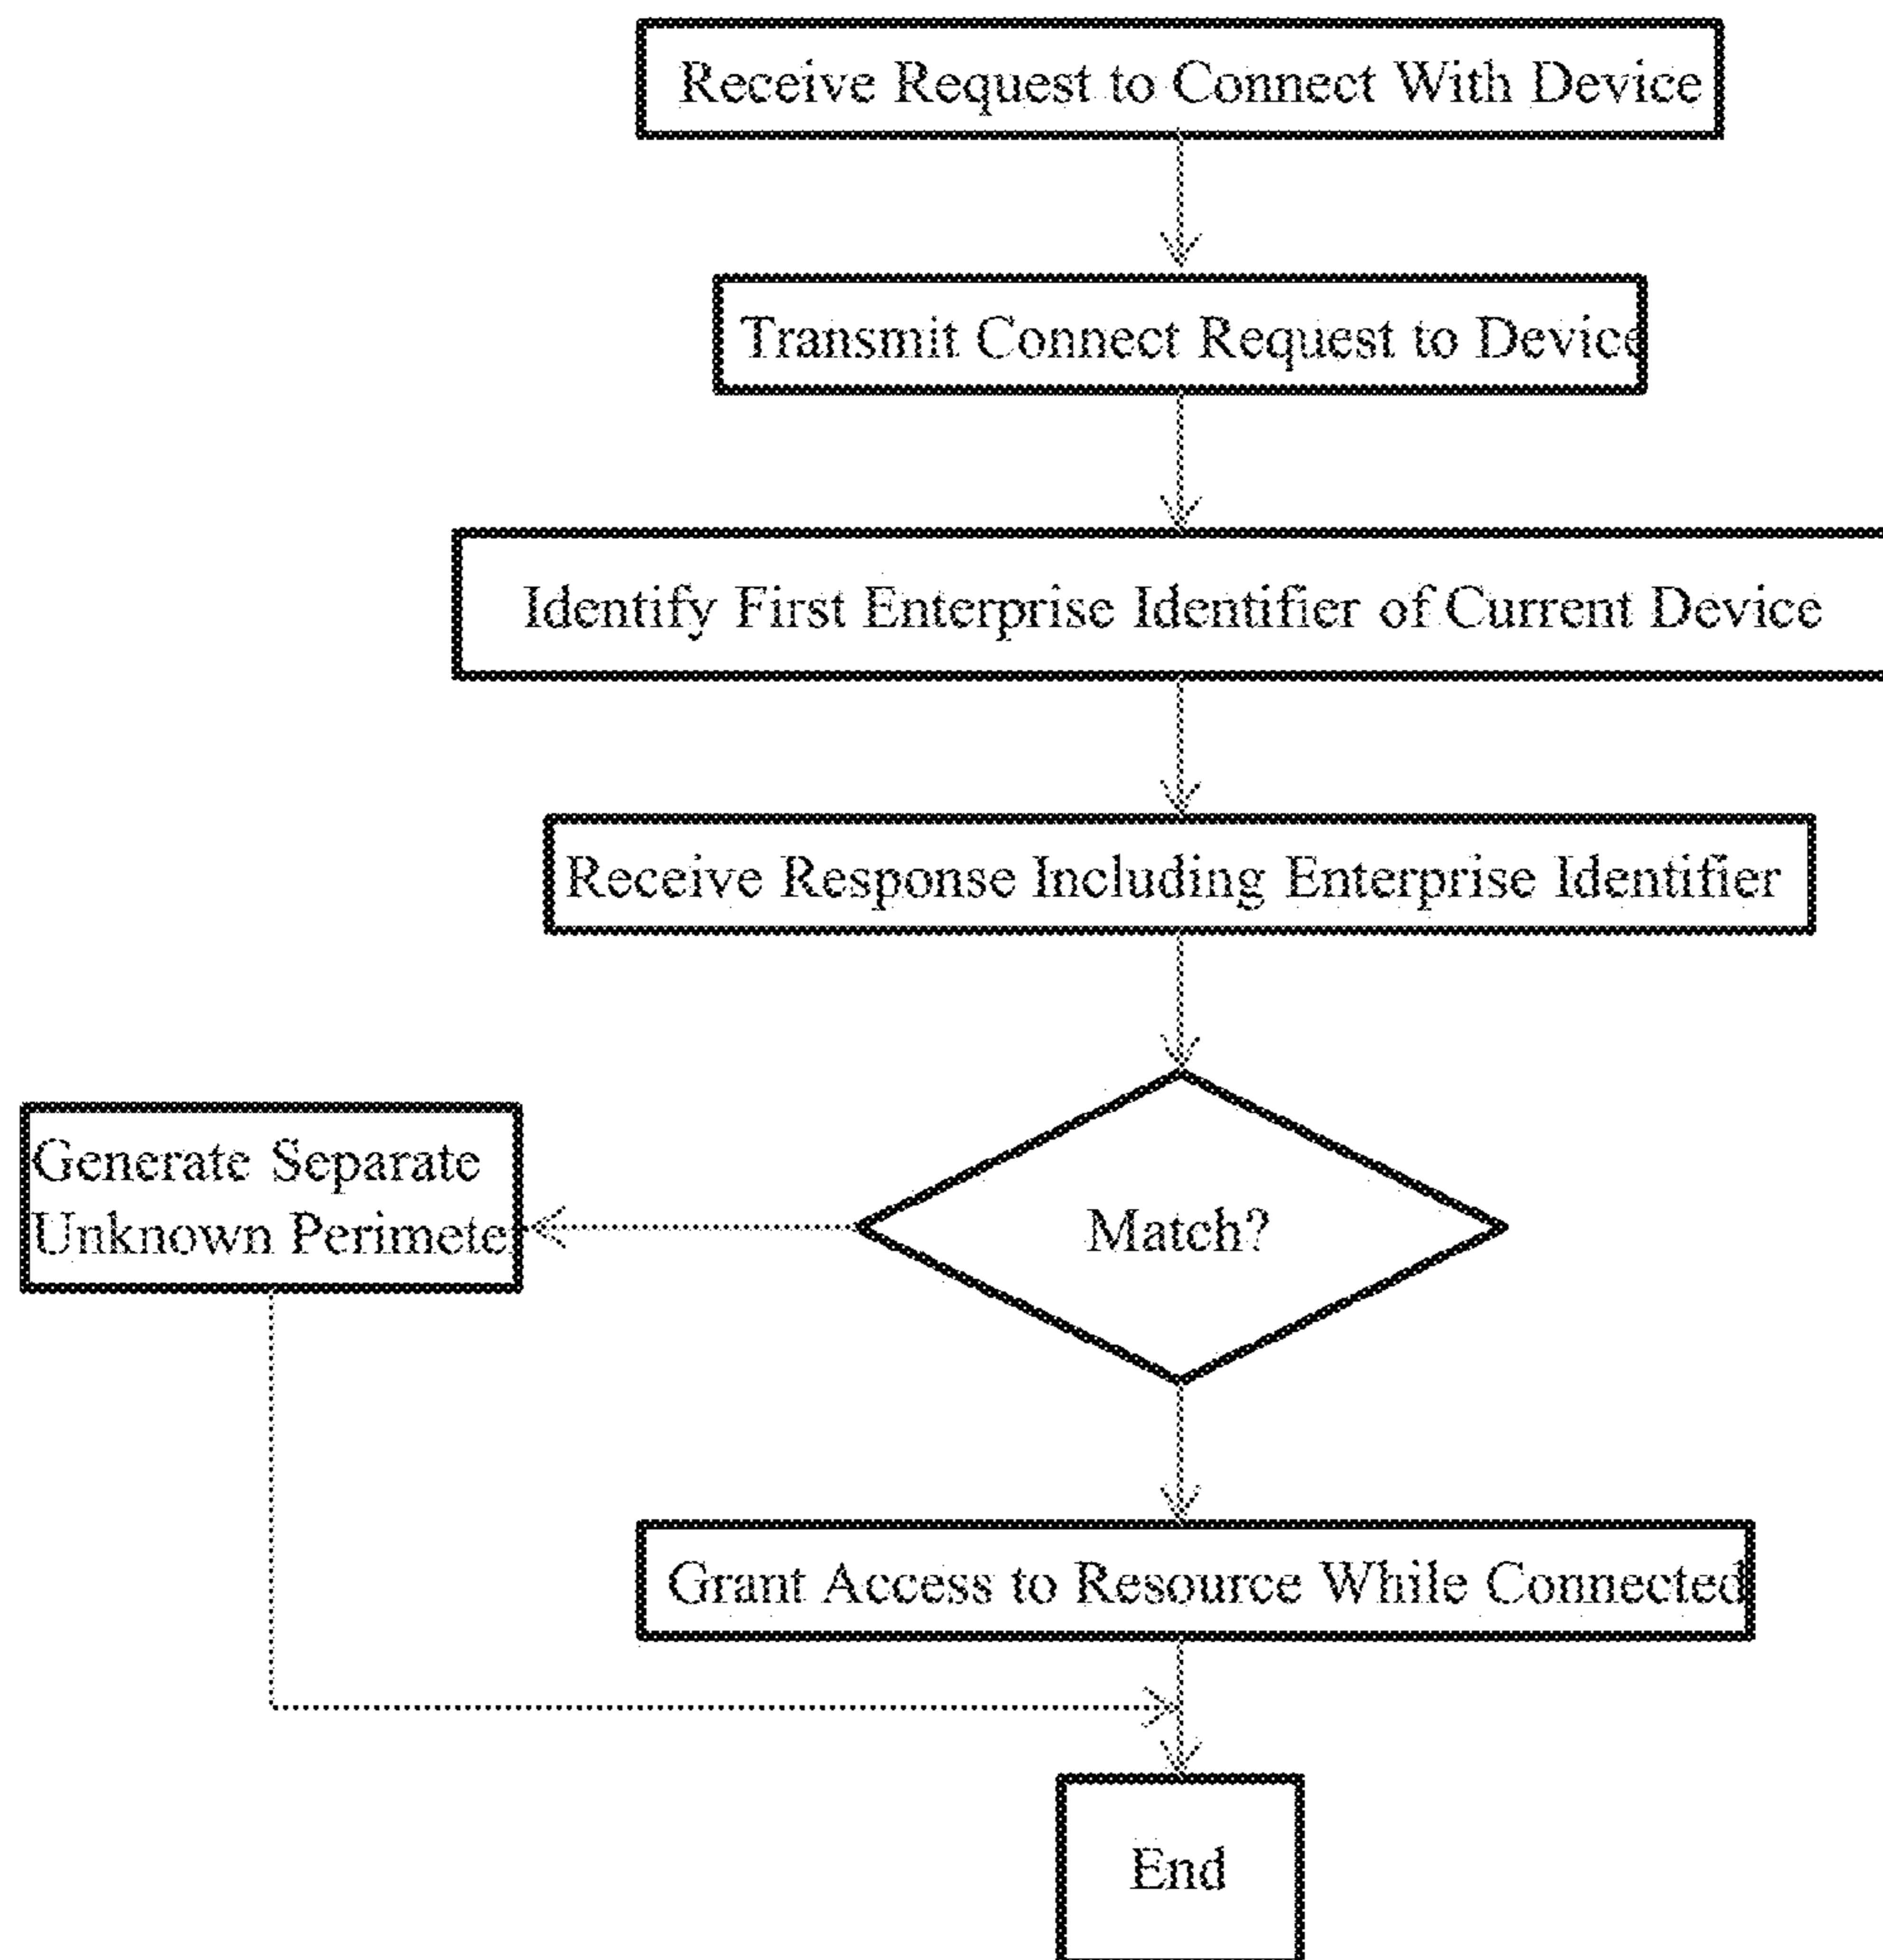 Receive Request to Connect With Device
Transmit Connect Request to Device
Identify First Enterprise Identifier of Current Device
Receive Response Including Enterprise Identifier
Generate Separate
Unknown Perimete
Match?
Grant Access to Resource While Connected
End